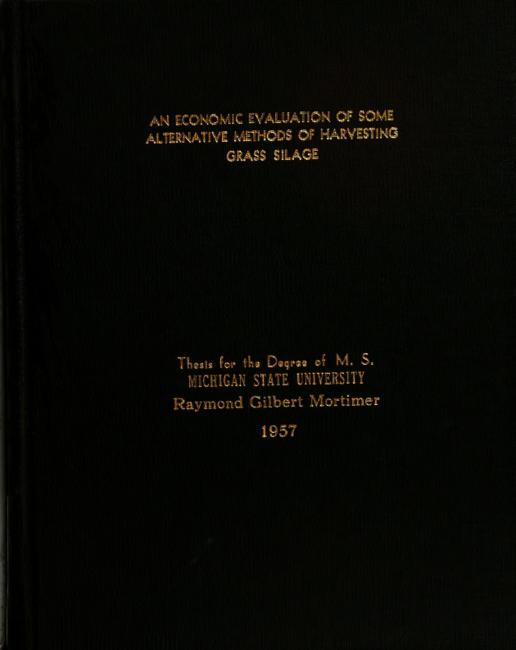 AN ECONOMIC EVALUATION OF SOME
ALTERNATIVE METHODS OF HARVESTING
GRASS SILAGE
Thesis for the Degree of M. S.
MICHIGAN STATE UNIVERSITY
Raymond Gilbert Mortimer
1957